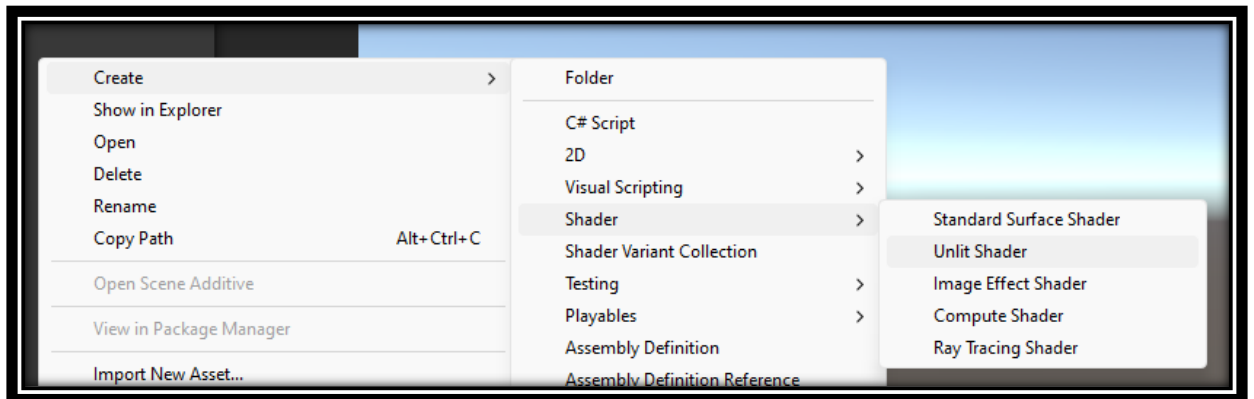 Create
Show in Explorer
Open
Delete
Rename
Copy Path Alt+Ctrl+C
Open Scene Additive
View in Package Manager
Import New Asset...
Folder
C# Script
2D
Visual Scripting
Shader
Shader Variant Collection
Testing
Playables
Assembly Definition
Assembly Definition Reference
Standard Surface Shader
Unlit Shader
Image Effect Shader
Compute Shader
Ray Tracing Shader